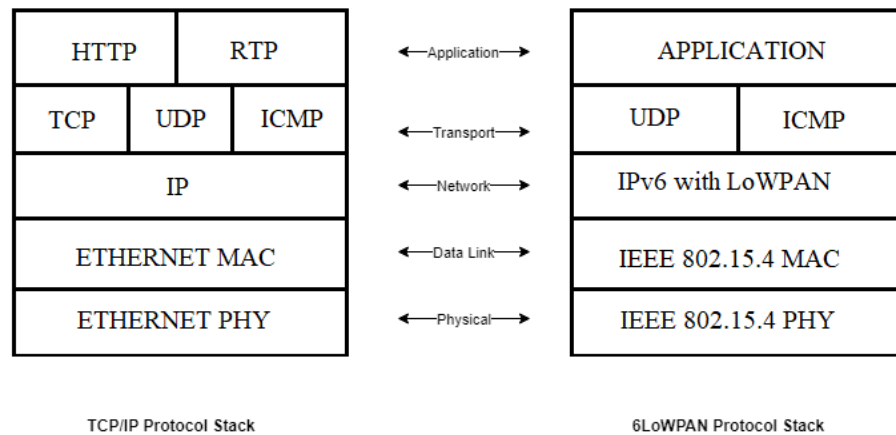 HTTP RTP Application APPLICATION
TCP UDP ICMP Transport UDP ICMP
IP Network IPv6 with LoWPAN
ETHERNET MAC Data Link IEEE 802.15.4 MAC
ETHERNET PHY Physical IEEE 802.15.4 PHY
TCP/IP Protocol Stack 6LoWPAN Protocol Stack